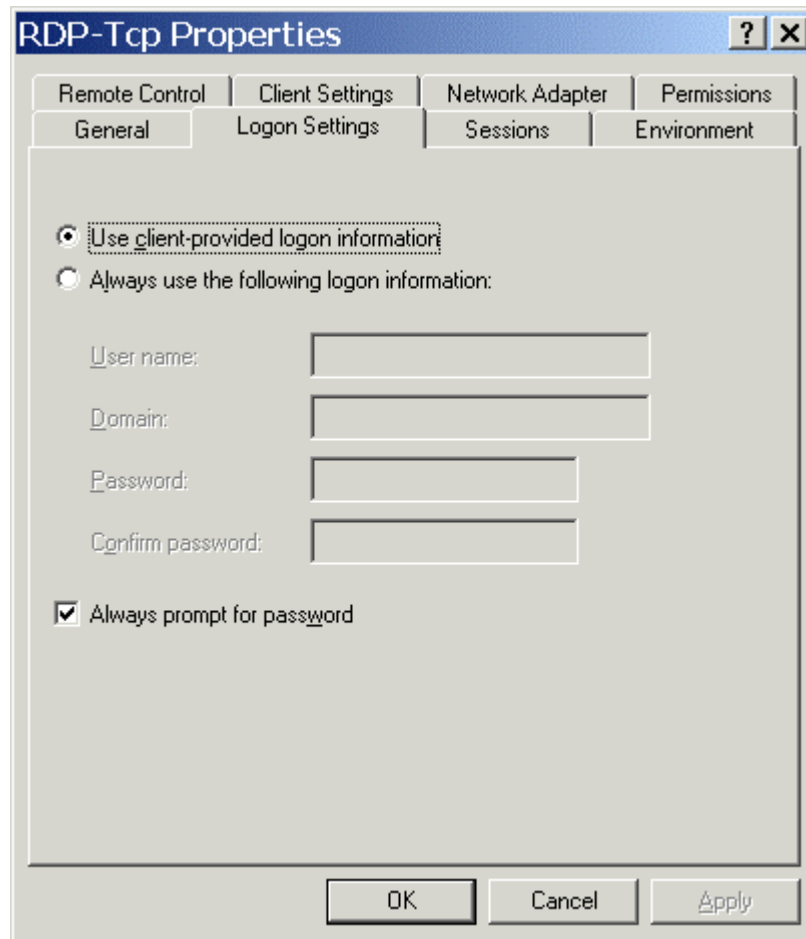 RDP-Tcp Properties
Remote Control Client Settings Network Adapter Permissions
General Logon Settings Sessions Environment
Use client-provided logon information
Always use the following logon information:
User name:
Domain:
Password:
Confirm password:
Always prompt for password
OK Cancel Apply